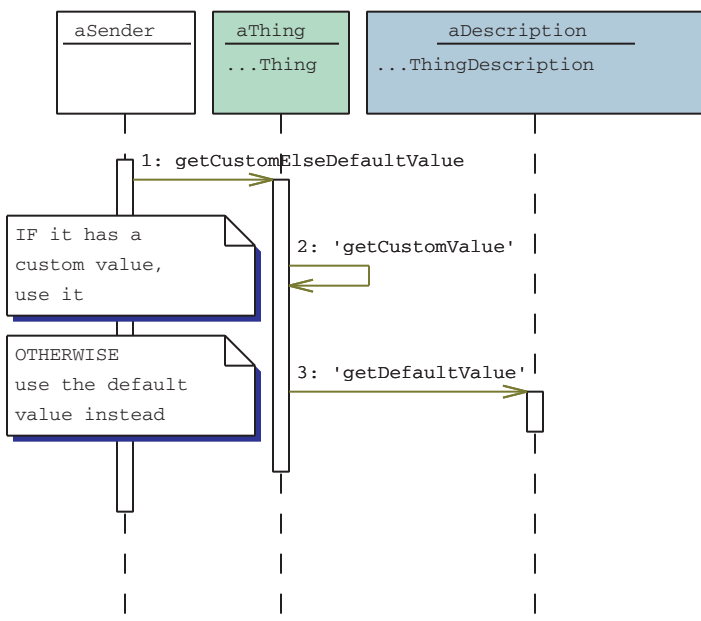 aSender
aThing
...Thing
aDescription
...ThingDescription
1: getCustomElseDefaultValue
IF it has a
custom value,
use it
2: 'getCustomValue'
OTHERWISE
use the default
value instead
3: 'getDefaultValue'